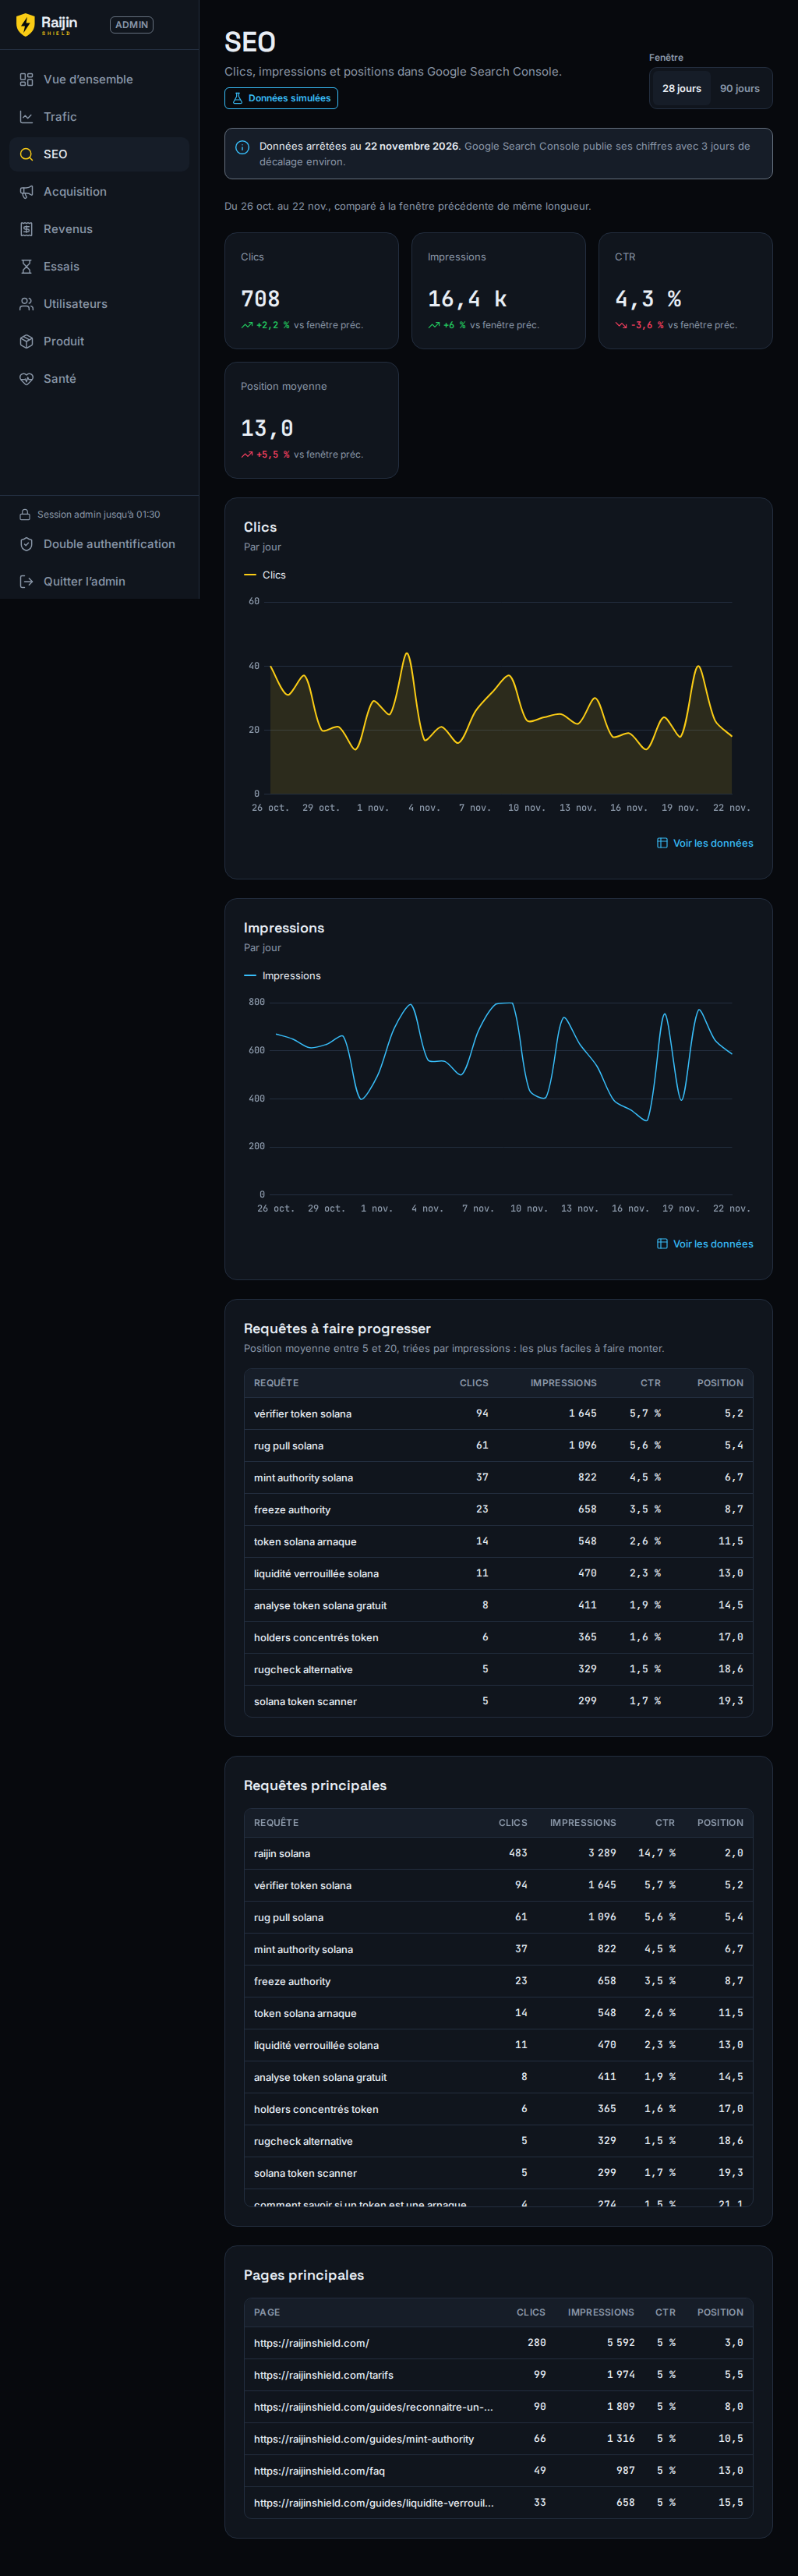 Raijin
SHIELD
ADMIN
Vue d’ensemble
Trafic
SEO
Acquisition
Revenus
Essais
Utilisateurs
Produit
Santé
Session admin jusqu’à 01:30
Double authentification
Quitter l’admin
SEO
Clics, impressions et positions dans Google Search Console.
Données simulées
Fenêtre
28 jours 90 jours
Données arrêtées au 22 novembre 2026. Google Search Console publie ses chiffres avec 3 jours de
décalage environ.
Du 26 oct. au 22 nov., comparé à la fenêtre précédente de même longueur.
Clics
708
+2,2 % vs fenêtre préc.
Impressions
16,4 k
+6 % vs fenêtre préc.
CTR
4,3 %
-3,6 % vs fenêtre préc.
Position moyenne
13,0
+5,5 % vs fenêtre préc.
Clics
Par jour
Clics
60
40
20
0
26 oct. 29 oct. 1 nov. 4 nov. 7 nov. 10 nov. 13 nov. 16 nov. 19 nov. 22 nov.
Voir les données
Impressions
Par jour
Impressions
800
600
400
200
0
26 oct. 29 oct. 1 nov. 4 nov. 7 nov. 10 nov. 13 nov. 16 nov. 19 nov. 22 nov.
Voir les données
Requêtes à faire progresser
Position moyenne entre 5 et 20, triées par impressions : les plus faciles à faire monter.
REQUÊTE CLICS IMPRESSIONS CTR POSITION
vérifier token solana 94 1 645 5,7 % 5,2
rug pull solana 61 1 096 5,6 % 5,4
mint authority solana 37 822 4,5 % 6,7
freeze authority 23 658 3,5 % 8,7
token solana arnaque 14 548 2,6 % 11,5
liquidité verrouillée solana 11 470 2,3 % 13,0
analyse token solana gratuit 8 411 1,9 % 14,5
holders concentrés token 6 365 1,6 % 17,0
rugcheck alternative 5 329 1,5 % 18,6
solana token scanner 5 299 1,7 % 19,3
Requêtes principales
REQUÊTE CLICS IMPRESSIONS CTR POSITION
raijin solana 483 3 289 14,7 % 2,0
vérifier token solana 94 1 645 5,7 % 5,2
rug pull solana 61 1 096 5,6 % 5,4
mint authority solana 37 822 4,5 % 6,7
freeze authority 23 658 3,5 % 8,7
token solana arnaque 14 548 2,6 % 11,5
liquidité verrouillée solana 11 470 2,3 % 13,0
analyse token solana gratuit 8 411 1,9 % 14,5
holders concentrés token 6 365 1,6 % 17,0
rugcheck alternative 5 329 1,5 % 18,6
solana token scanner 5 299 1,7 % 19,3
comment savoir si un token est une arnaque 4 274 1,5 % 21,1
Pages principales
PAGE CLICS IMPRESSIONS CTR POSITION
https://raijinshield.com/ 280 5 592 5 % 3,0
https://raijinshield.com/tarifs 99 1 974 5 % 5,5
https://raijinshield.com/guides/reconnaitre-un-... 90 1 809 5 % 8,0
https://raijinshield.com/guides/mint-authority 66 1 316 5 % 10,5
https://raijinshield.com/faq 49 987 5 % 13,0
https://raijinshield.com/guides/liquidite-verrouil... 33 658 5 % 15,5